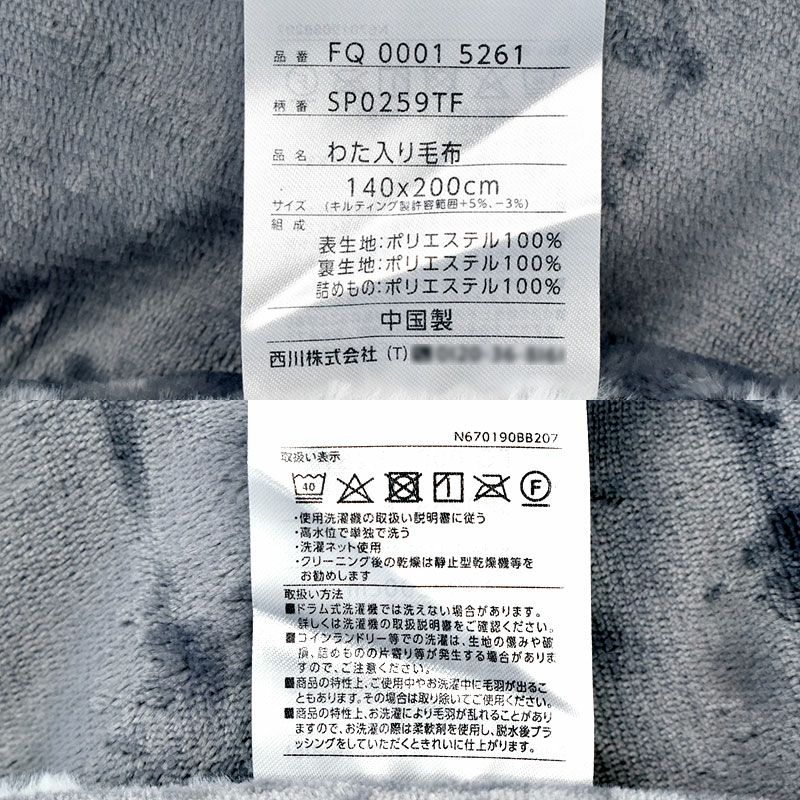 品番 FQ 0001 5261
柄番 SP0259TF
品名 わた入り毛布
140x200cm
サイズ (キルティング製許容範囲+5%、-3%)
組成
表生地:ポリエステル100%
裏生地:ポリエステル100%
詰めもの:ポリエステル100%
中国製
西川株式会社 (T)
N670190BB207
取扱い表示
40
F
・使用洗濯機の取扱い説明書に従う
・高水位で単独で洗う
・洗濯ネット使用
・クリーニング後の乾燥は静止型乾燥機等を
お勧めします
取扱い方法
■ドラム式洗濯機では洗えない場合があります。
詳しくは洗濯機の取扱説明書をご確認ください。
■コインランドリー等での洗濯は、生地の傷みや破
損、詰めものの片寄り等が発生する場合がありま
すので、ご注意ください。
■商品の特性上、ご使用中やお洗濯中に毛羽が出るこ
ともあります。その場合は取り除いてご使用ください。
■商品の特性上、お洗濯により毛羽が乱れることがあり
ますので、お洗濯の際は柔軟剤を使用し、脱水後ブラ
ッシングをしていただくときれいに仕上がります。